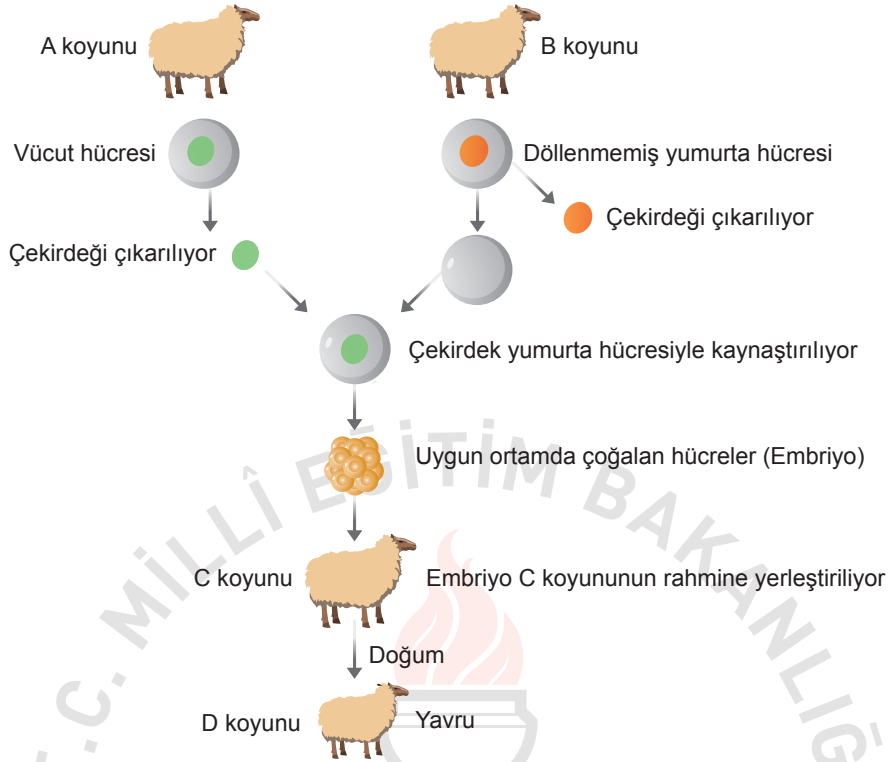 A koyunu
B koyunu
Vücut hücresi
Döllenmemiş yumurta hücresi
Çekirdeği çıkarılıyor
Çekirdeği çıkarılıyor
Çekirdek yumurta hücresiyle kaynaştırılıyor
Uygun ortamda çoğalan hücreler (Embriyo)
C koyunu
Embriyo C koyununun rahmine yerleştiriliyor
Doğum
D koyunu
Yavru
T.C. MİLLÎ EĞİTİM BAKANLIĞ